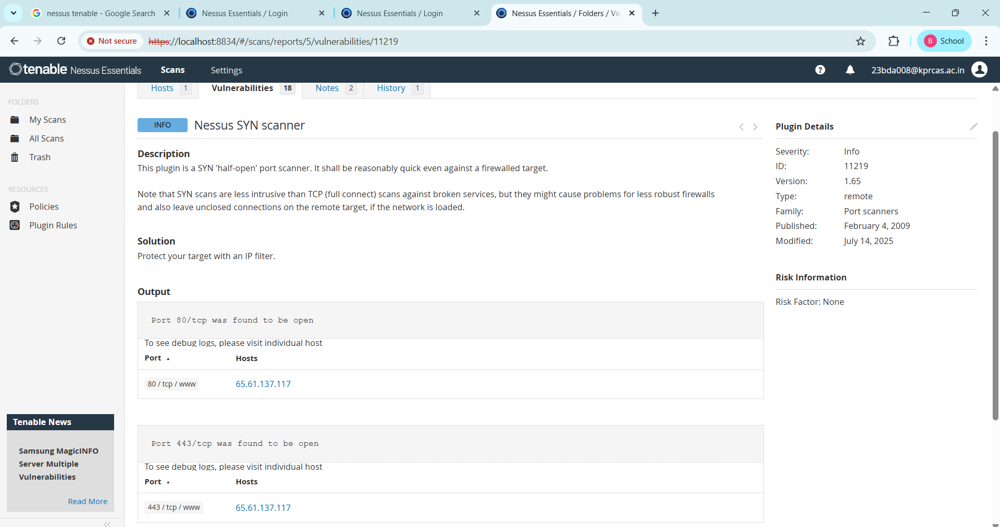 nessus tenable - Google Search
Nessus Essentials / Login
Nessus Essentials / Login
Nessus Essentials / Folders / Vie
Not secure
https://localhost:8834/#/scans/reports/5/vulnerabilities/11219
B School
tenable Nessus Essentials
Scans
Settings
?
23bda008@kprcas.ac.in
Hosts 1
Vulnerabilities 18
Notes 2
History 1
FOLDERS
My Scans
All Scans
Trash
RESOURCES
Policies
Plugin Rules
Tenable News
Samsung MagicINFO
Server Multiple
Vulnerabilities
Read More
INFO Nessus SYN scanner
Description
This plugin is a SYN 'half-open' port scanner. It shall be reasonably quick even against a firewalled target.
Note that SYN scans are less intrusive than TCP (full connect) scans against broken services, but they might cause problems for less robust firewalls
and also leave unclosed connections on the remote target, if the network is loaded.
Solution
Protect your target with an IP filter.
Output
Port 80/tcp was found to be open
To see debug logs, please visit individual host
Port Hosts
80 / tcp / www 65.61.137.117
Port 443/tcp was found to be open
To see debug logs, please visit individual host
Port Hosts
443 / tcp / www 65.61.137.117
Plugin Details
Severity: Info
ID: 11219
Version: 1.65
Type: remote
Family: Port scanners
Published: February 4, 2009
Modified: July 14, 2025
Risk Information
Risk Factor: None